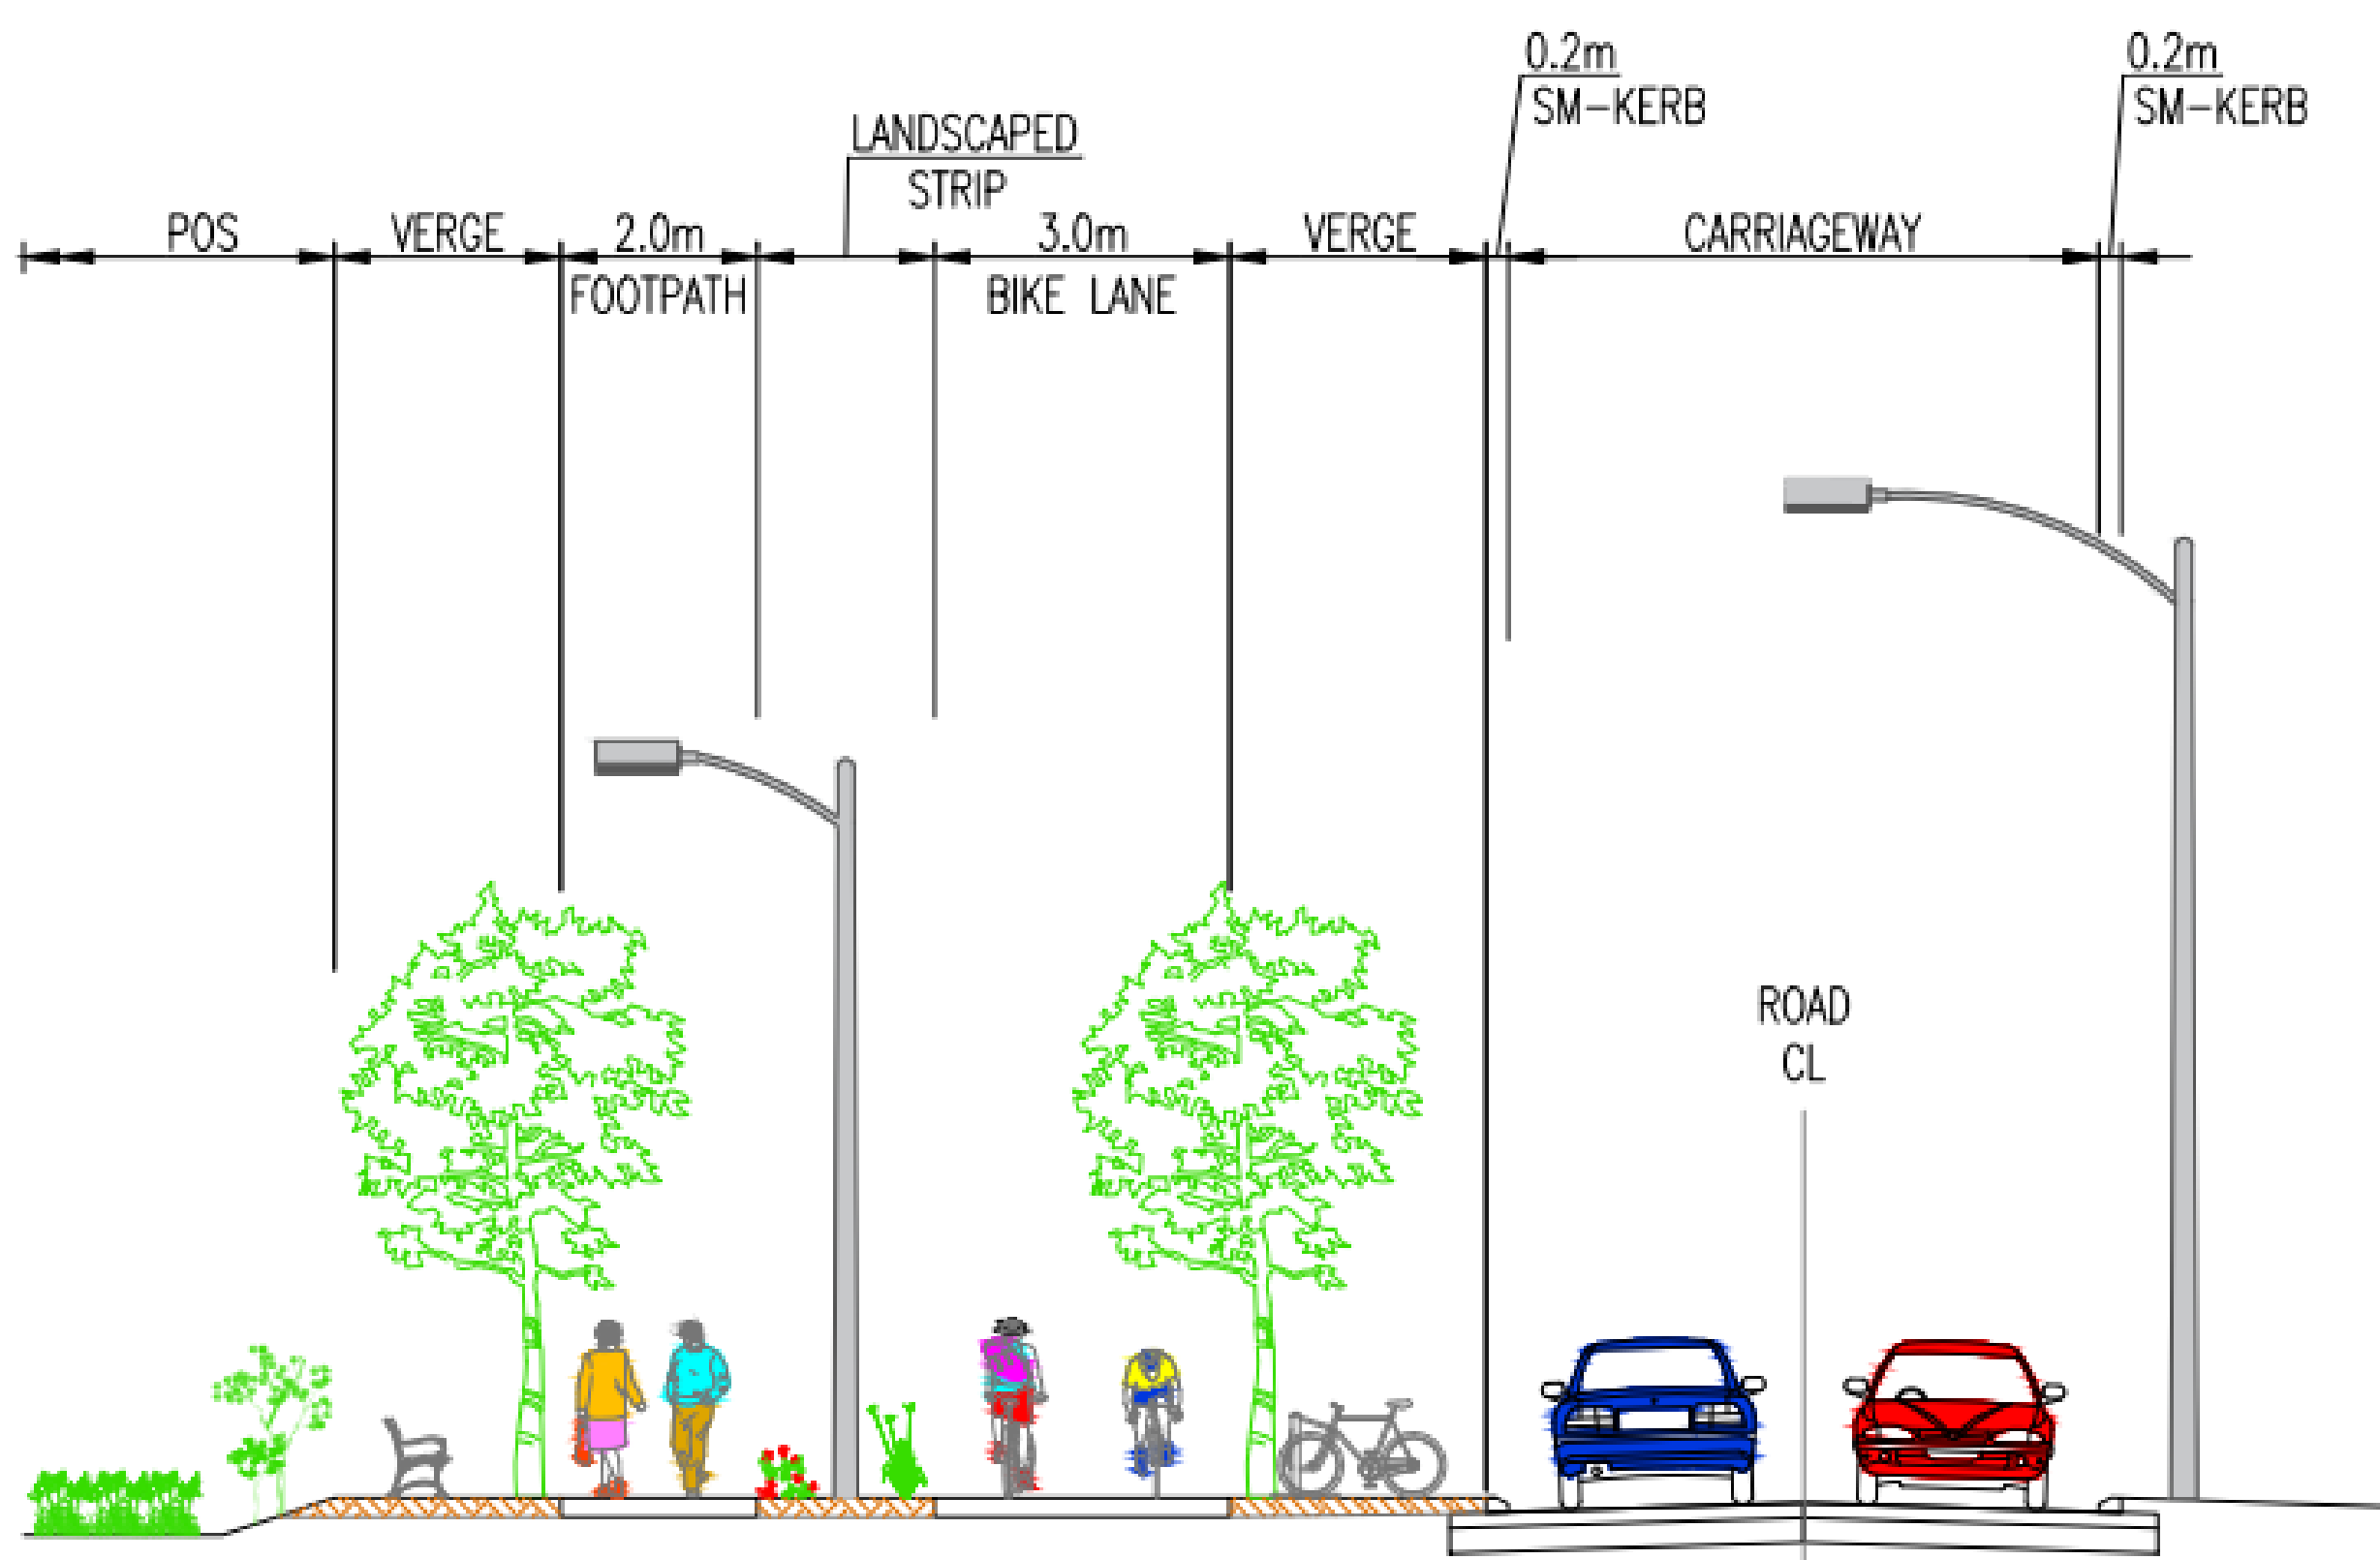 0.2m
SM-KERB
0.2m
SM-KERB
LANDSCAPED
STRIP
POS
VERGE
2.0m
FOOTPATH
3.0m
BIKE LANE
VERGE
CARRIAGEWAY
ROAD
CL